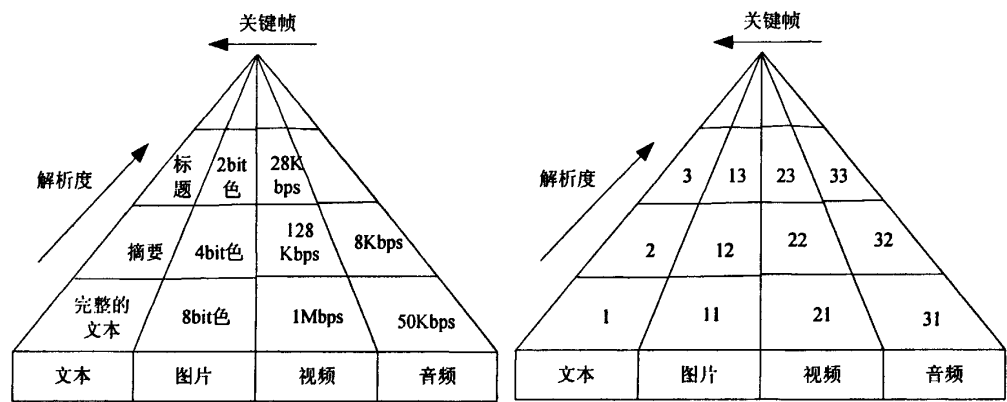 关键帧
解析度
标
题
2bit
色
28K
bps
摘要
4bit色
128
Kbps
8Kbps
完整的
文本
8bit色
1Mbps
50Kbps
文本
图片
视频
音频
关键帧
解析度
3
13
23
33
2
12
22
32
1
11
21
31
文本
图片
视频
音频